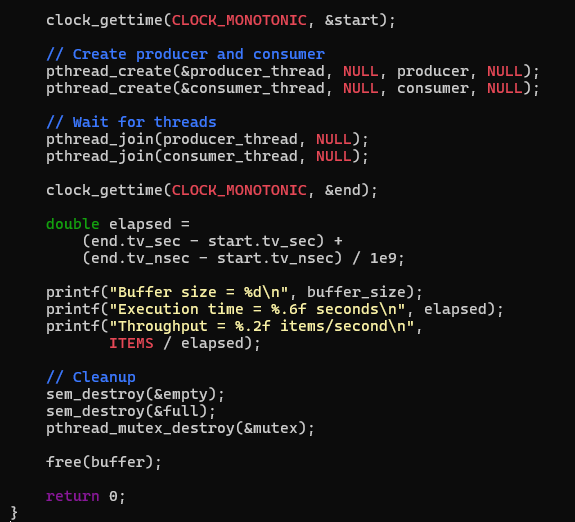 clock_gettime(CLOCK_MONOTONIC, &start);
// Create producer and consumer
pthread_create(&producer_thread, NULL, producer, NULL);
pthread_create(&consumer_thread, NULL, consumer, NULL);
// Wait for threads
pthread_join(producer_thread, NULL);
pthread_join(consumer_thread, NULL);
clock_gettime(CLOCK_MONOTONIC, &end);
double elapsed =
(end.tv_sec - start.tv_sec) +
(end.tv_nsec - start.tv_nsec) / 1e9;
printf("Buffer size = %d\n", buffer_size);
printf("Execution time = %.6f seconds\n", elapsed);
printf("Throughput = %.2f items/second\n",
ITEMS / elapsed);
// Cleanup
sem_destroy(&empty);
sem_destroy(&full);
pthread_mutex_destroy(&mutex);
free(buffer);
return 0;
}